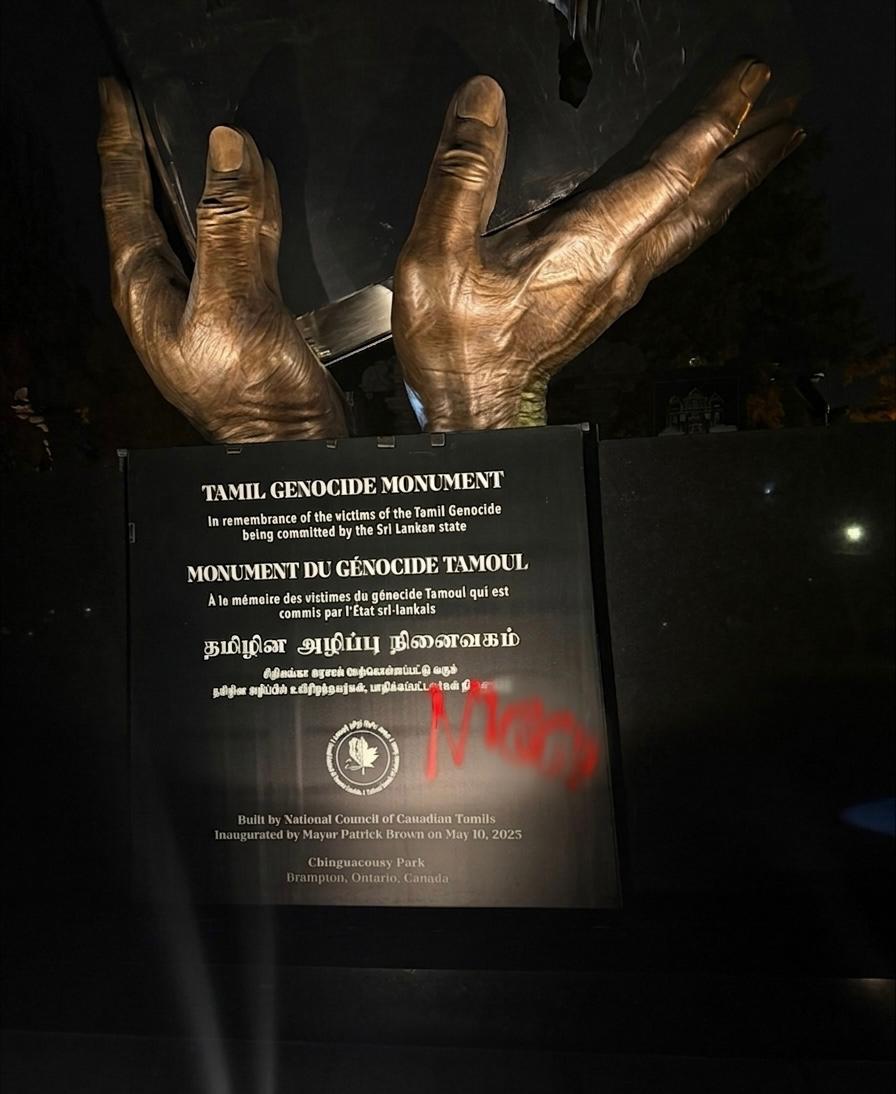 TAMIL GENOCIDE MONUMENT
In remembrance of the victims of the Tamil Genocide
being committed by the Sri Lankan state
MONUMENT DU GÉNOCIDE TAMOUL
À la mémoire des victimes du génocide Tamoul qui est
commis par l'État sri-lankais
தமிழின அழிப்பு நினைவகம்
Built by National Council of Canadian Tamils
Inaugurated by Mayor Patrick Brown on May 10, 2025
Chinguacousy Park
Brampton, Ontario, Canada